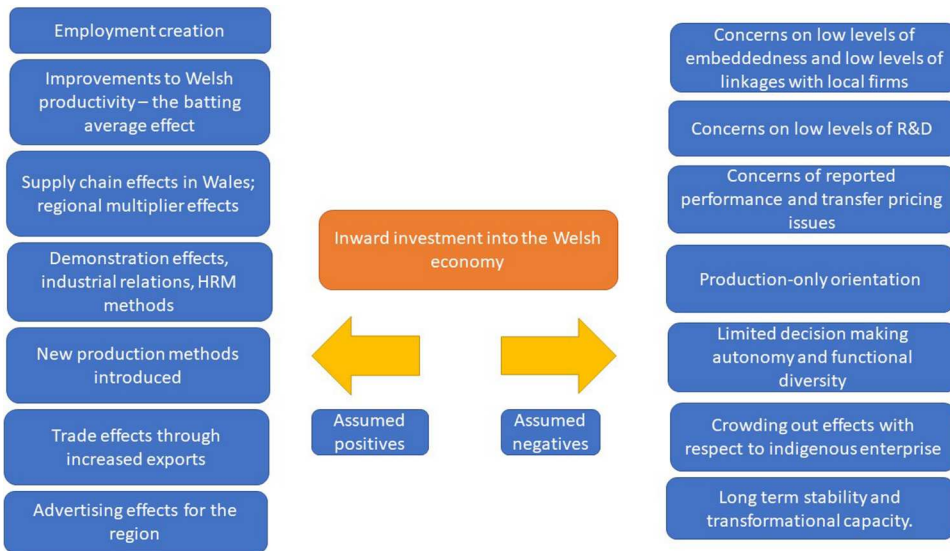 Employment creation
Improvements to Welsh
productivity – the batting
average effect
Supply chain effects in Wales;
regional multiplier effects
Demonstration effects,
industrial relations, HRM
methods
New production methods
introduced
Trade effects through
increased exports
Advertising effects for the
region
Inward investment into the Welsh
economy
Assumed
positives
Assumed
negatives
Concerns on low levels of
embeddedness and low levels of
linkages with local firms
Concerns on low levels of R&D
Concerns of reported
performance and transfer pricing
issues
Production-only orientation
Limited decision making
autonomy and functional
diversity
Crowding out effects with
respect to indigenous enterprise
Long term stability and
transformational capacity.